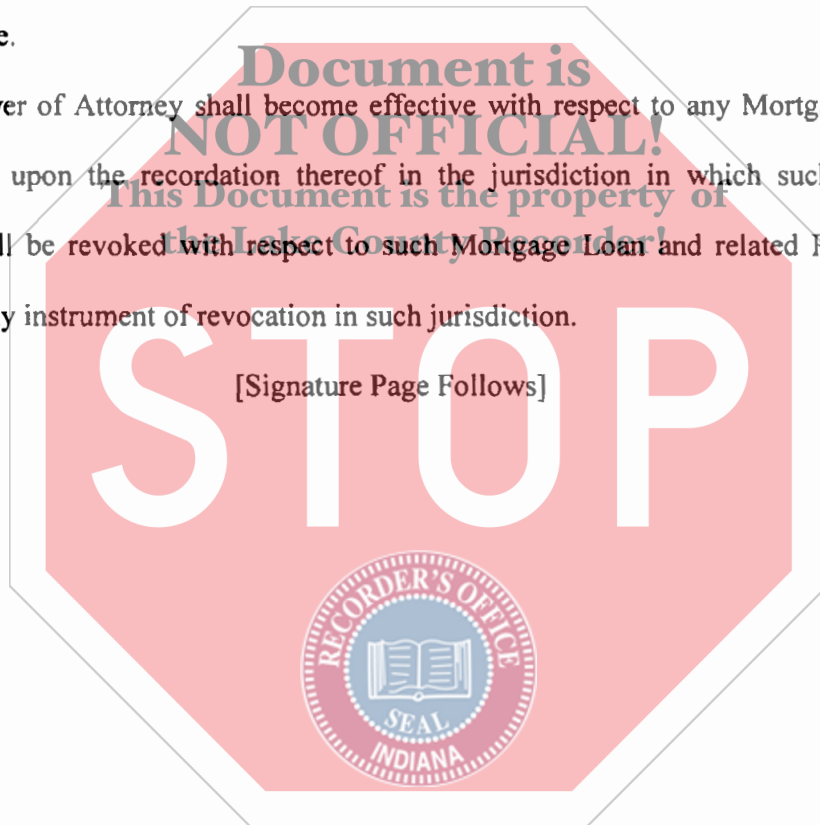 e.
Document is
er of Attorney shall become effective with respect to any Mortg
NOT OFFICIAL!
upon the recordation thereof in the jurisdiction in which such
This Document is the property of
l be revoked with respect to such Mortgage Loan and related
the Lake County Recorder!
y instrument of revocation in such jurisdiction.
[Signature Page Follows]
STOP
RECORDER'S OFFICE
SEAL
INDIANA